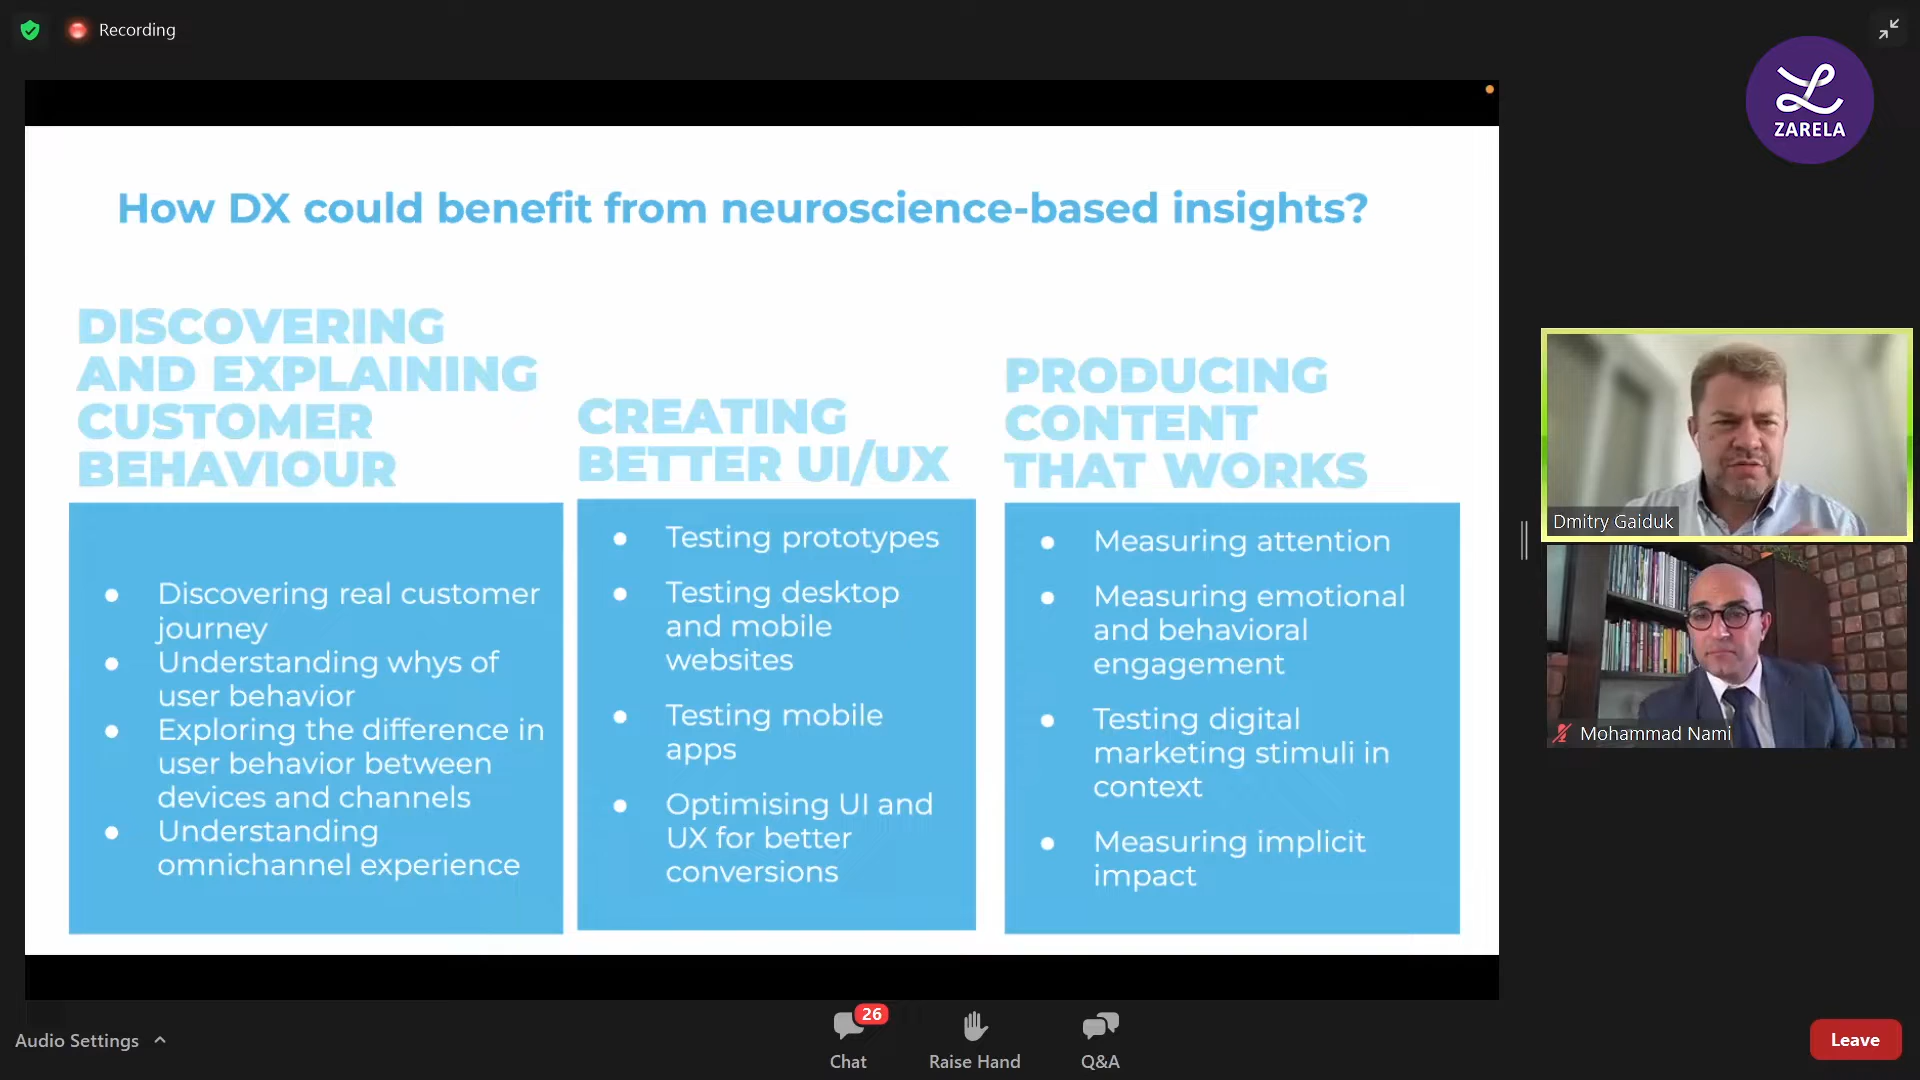 Recording
ZARELA
How DX could benefit from neuroscience-based insights?
DISCOVERING
AND EXPLAINING
CUSTOMER
BEHAVIOUR
Discovering real customer
journey
Understanding whys of
user behavior
Exploring the difference in
user behavior between
devices and channels
Understanding
omnichannel experience
CREATING
BETTER UI/UX
Testing prototypes
Testing desktop
and mobile
websites
Testing mobile
apps
Optimising UI and
UX for better
conversions
PRODUCING
CONTENT
THAT WORKS
Measuring attention
Measuring emotional
and behavioral
engagement
Testing digital
marketing stimuli in
context
Measuring implicit
impact
Dmitry Gaiduk
Mohammad Nami
Audio Settings
26
Chat
Raise Hand
Q&A
Leave